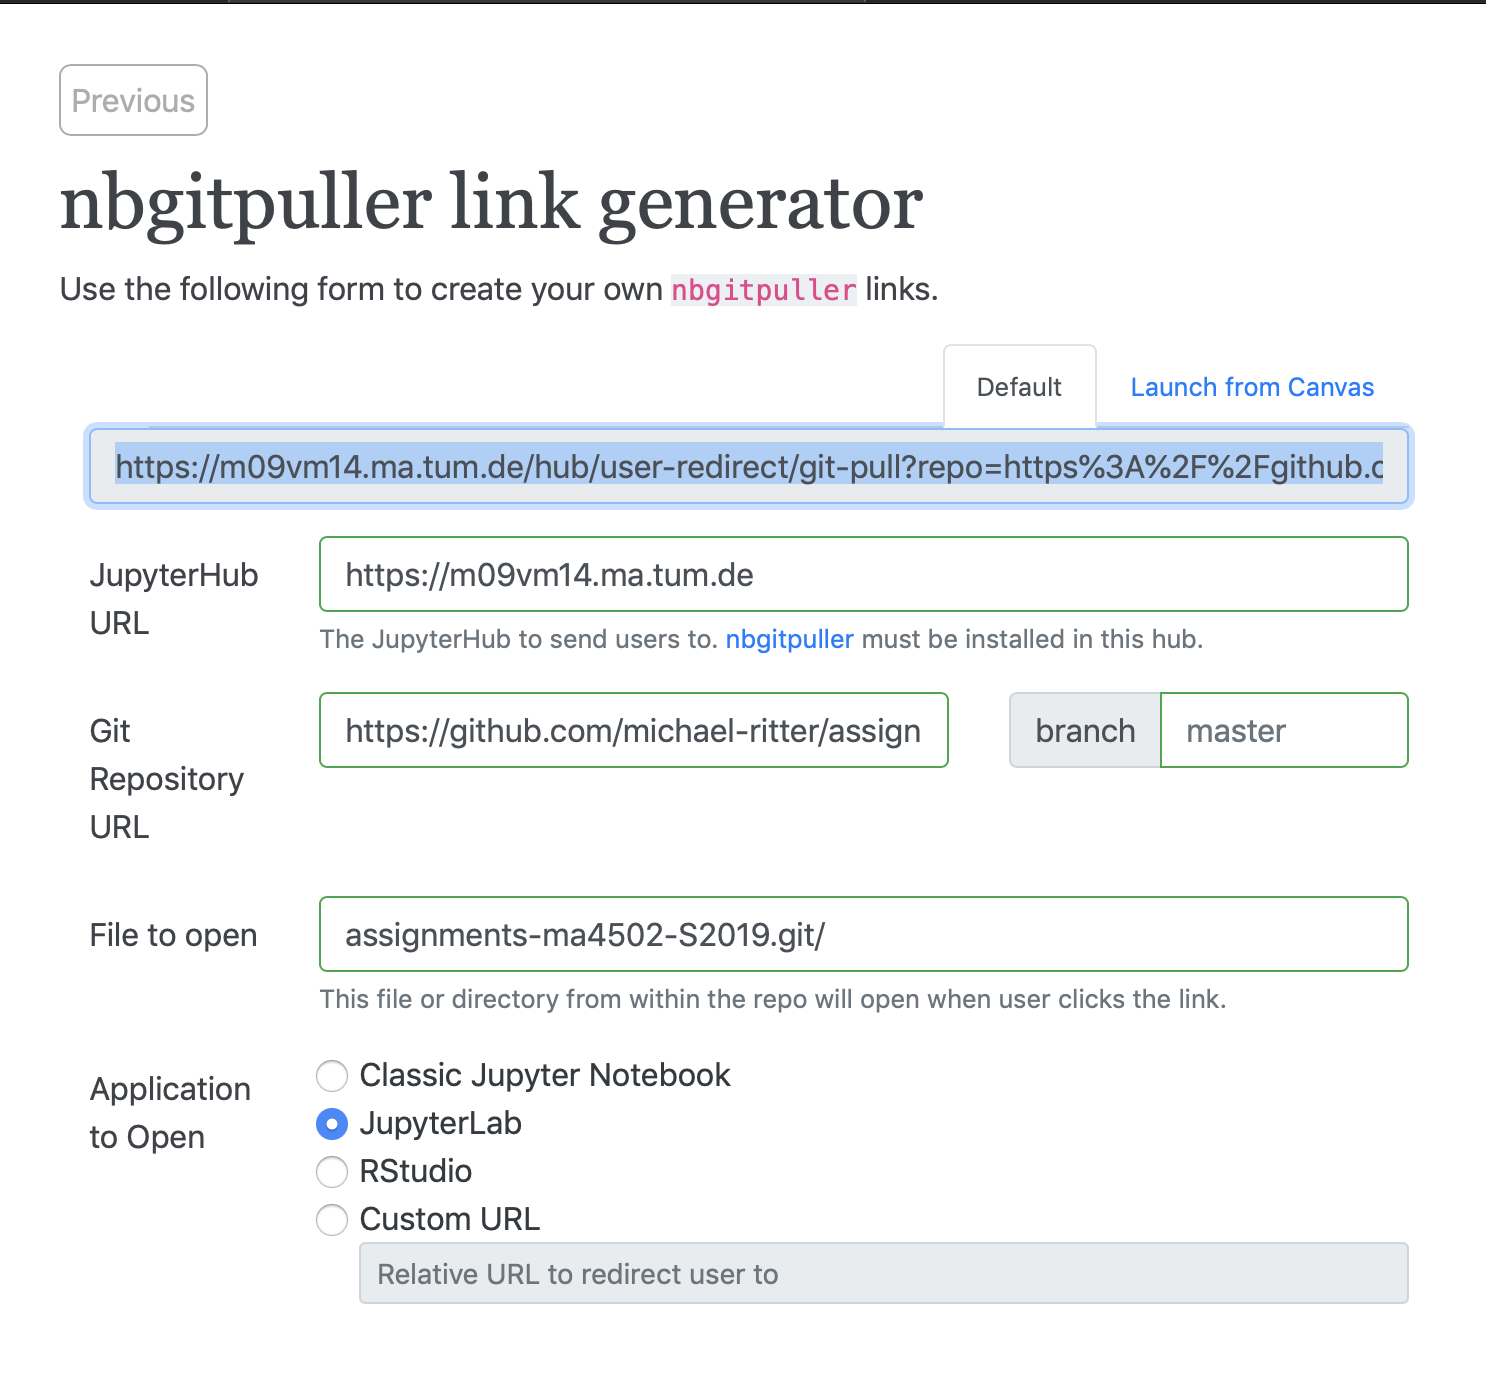 Previous
nbgitpuller link generator
Use the following form to create your own nbgitpuller links.
Default
Launch from Canvas
https://m09vm14.ma.tum.de/hub/user-redirect/git-pull?repo=https%3A%2F%2Fgithub.c
JupyterHub
URL
https://m09vm14.ma.tum.de
The JupyterHub to send users to. nbgitpuller must be installed in this hub.
Git
Repository
URL
https://github.com/michael-ritter/assign
branch
master
File to open
assignments-ma4502-S2019.git/
This file or directory from within the repo will open when user clicks the link.
Application
to Open
Classic Jupyter Notebook
JupyterLab
RStudio
Custom URL
Relative URL to redirect user to